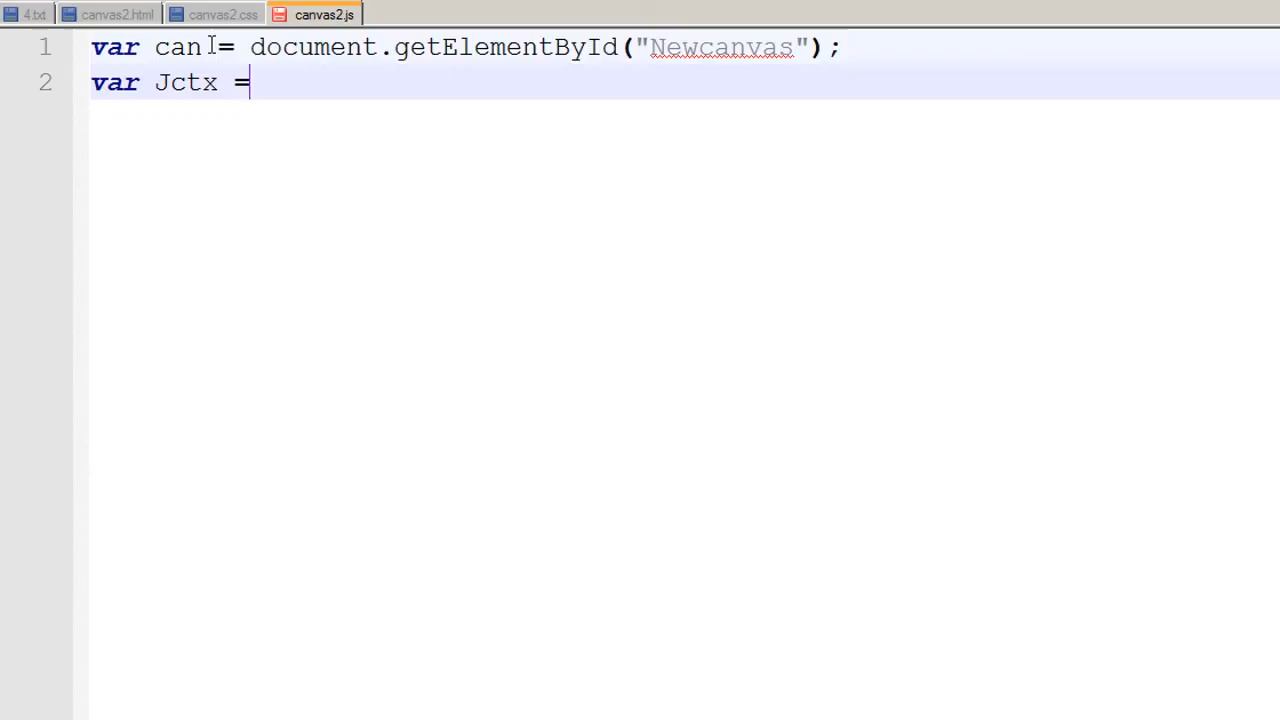 4.txt canvas2.html canvas2.css canvas2.js
1 var can = document.getElementById("Newcanvas");
2 var Jctx =